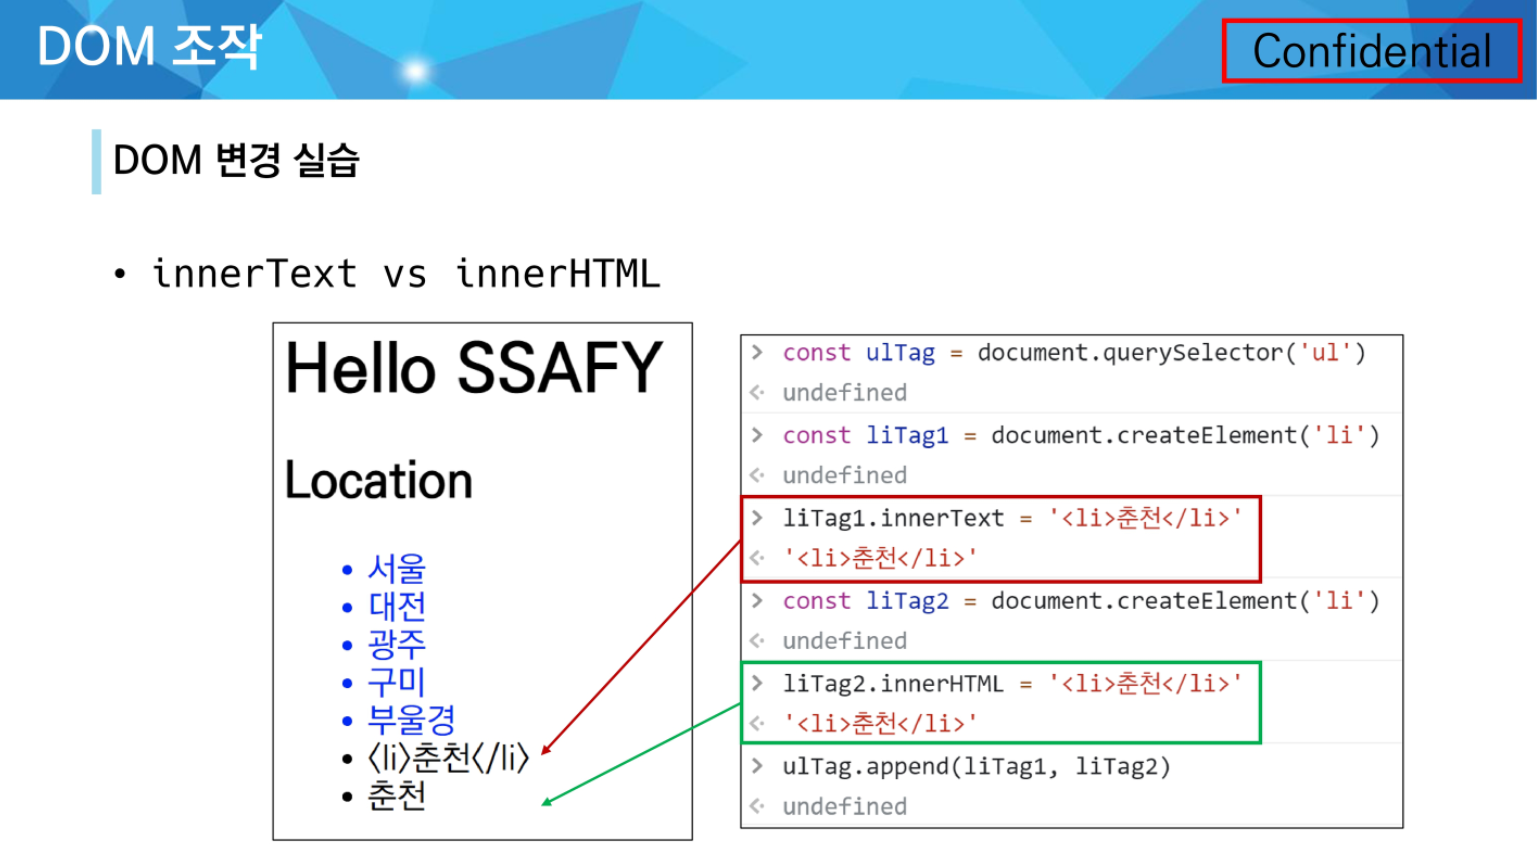 DOM 조작
Confidential
DOM 변경 실습
• innerText vs innerHTML
Hello SSAFY
Location
• 서울
• 대전
• 광주
• 구미
• 부울경
• <li>춘천</li>
• 춘천
> const ulTag = document.querySelector('ul')
<· undefined
> const liTag1 = document.createElement('li')
<· undefined
> liTag1.innerText = '<li>춘천</li>'
<· '<li>춘천</li>'
> const liTag2 = document.createElement('li')
<· undefined
> liTag2.innerHTML = '<li>춘천</li>'
<· '<li>춘천</li>'
> ulTag.append(liTag1, liTag2)
<· undefined